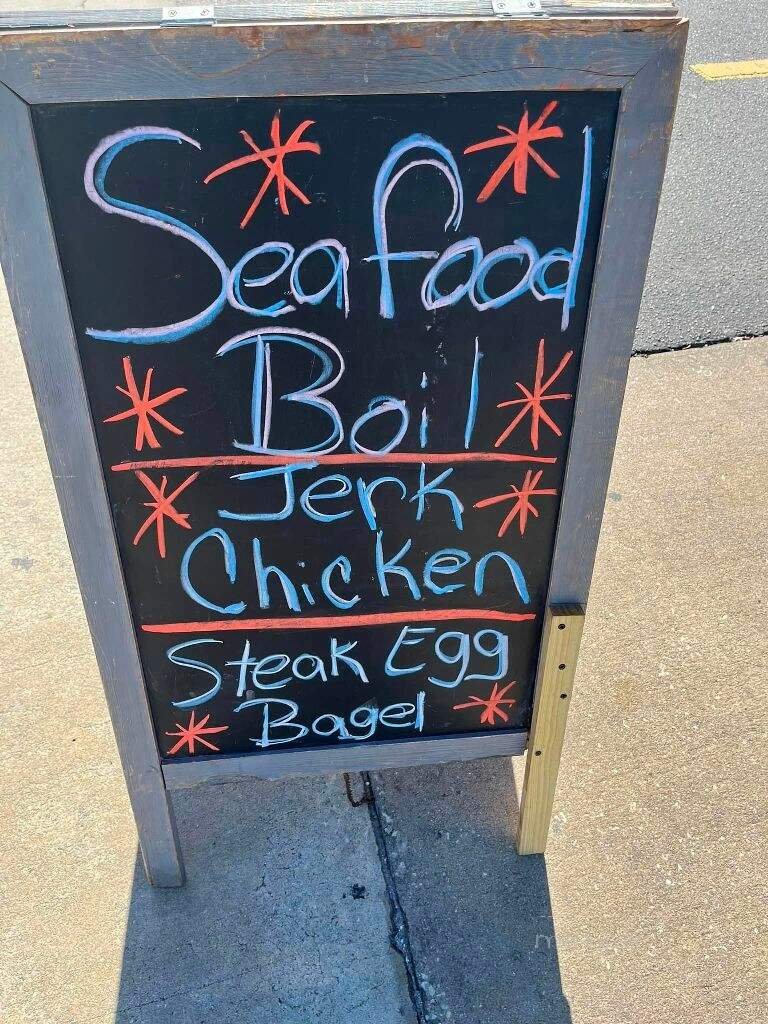 Seafood
Boil
Jerk
Chicken
Steak Egg
Bagel